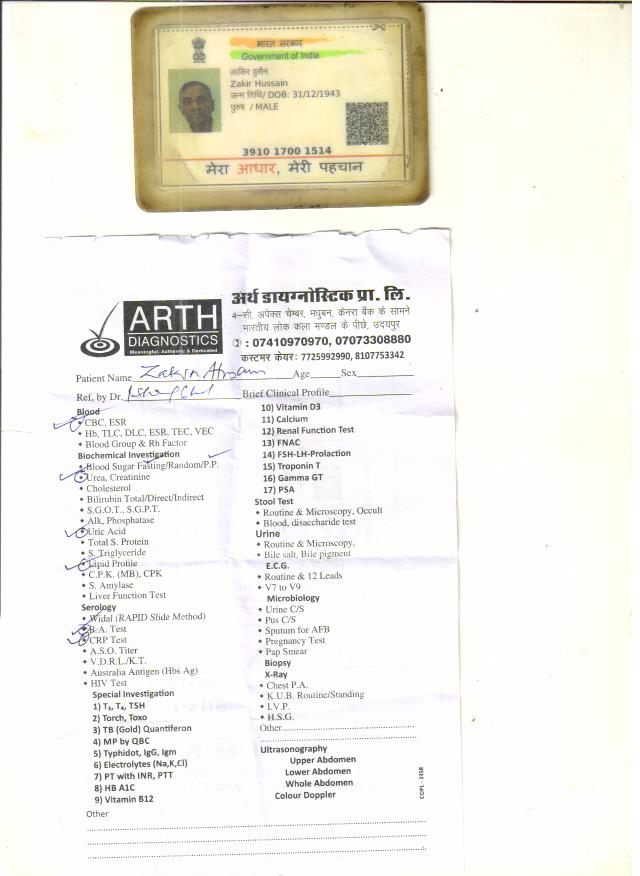 भारत सरकार
Government of India
ज़ाकिर हुसैन
Zakir Hussain
जन्म तिथि/ DOB: 31/12/1943
पुरुष / MALE
3910 1700 1514
मेरा आधार, मेरी पहचान
ARTH
DIAGNOSTICS
Meaningful, Authentic & Dedicated
अर्थ डायग्नोस्टिक प्रा. लि.
4-सी, अपेक्स चेम्बर, मधुबन, केनरा बैंक के सामने
भारतीय लोक कला मण्डल के पीछे, उदयपुर
: 07410970970, 07073308880
कस्टमर केयर: 7725992990, 8107753342
Patient Name Zakir Age Sex
Ref. by Dr. Brief Clinical Profile
Blood
CBC, ESR
Hb, TLC, DLC, ESR, TEC, VEC
Blood Group & Rh Factor
Biochemical Investigation
Blood Sugar Fasting/Random/P.P.
Urea, Creatinine
Cholesterol
Bilirubin Total/Direct/Indirect
S.G.O.T., S.G.P.T.
Alk, Phosphatase
Uric Acid
Total S. Protein
S. Triglyceride
Lipid Profile
C.P.K. (MB), CPK
S. Amylase
Liver Function Test
Serology
Widal (RAPID Slide Method)
R.A. Test
CRP Test
A.S.O. Titer
V.D.R.L./K.T.
Australia Antigen (Hbs Ag)
HIV Test
Special Investigation
1) T₃, T₄, TSH
2) Torch, Toxo
3) TB (Gold) Quantiferon
4) MP by QBC
5) Typhidot, IgG, Igm
6) Electrolytes (Na,K,Cl)
7) PT with INR, PTT
8) HB A1C
9) Vitamin B12
10) Vitamin D3
11) Calcium
12) Renal Function Test
13) FNAC
14) FSH-LH-Prolaction
15) Troponin T
16) Gamma GT
17) PSA
Stool Test
Routine & Microscopy, Occult
Blood, disaccharide test
Urine
Routine & Microscopy,
Bile salt, Bile pigment
E.C.G.
Routine & 12 Leads
V7 to V9
Microbiology
Urine C/S
Pus C/S
Sputum for AFB
Pregnancy Test
Pap Smear
Biopsy
X-Ray
Chest P.A.
K.U.B. Routine/Standing
I.V.P.
H.S.G.
Other
Ultrasonography
Upper Abdomen
Lower Abdomen
Whole Abdomen
Colour Doppler
COPL - 3358
Other